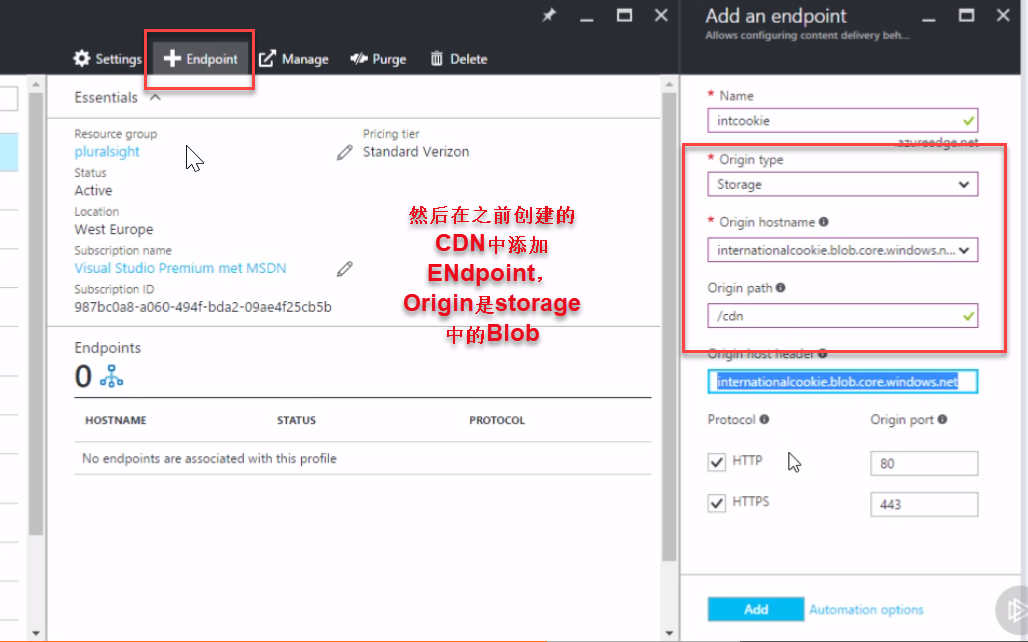 Settings
Endpoint
Manage
Purge
Delete
Essentials
Resource group
pluralsight
Status
Active
Location
West Europe
Subscription name
Visual Studio Premium met MSDN
Subscription ID
987bc0a8-a060-494f-bda2-09ae4f25cb5b
Pricing tier
Standard Verizon
然后在之前创建的
CDN中添加
ENdpoint，
Origin是storage
中的Blob
Endpoints
0
HOSTNAME STATUS PROTOCOL
No endpoints are associated with this profile
Add an endpoint
Allows configuring content delivery beh...
* Name
intcookie
.azureedge.net
* Origin type
Storage
* Origin hostname
internationalcookie.blob.core.windows.n...
Origin path
/cdn
Origin host header
internationalcookie.blob.core.windows.net
Protocol Origin port
HTTP 80
HTTPS 443
Add Automation options